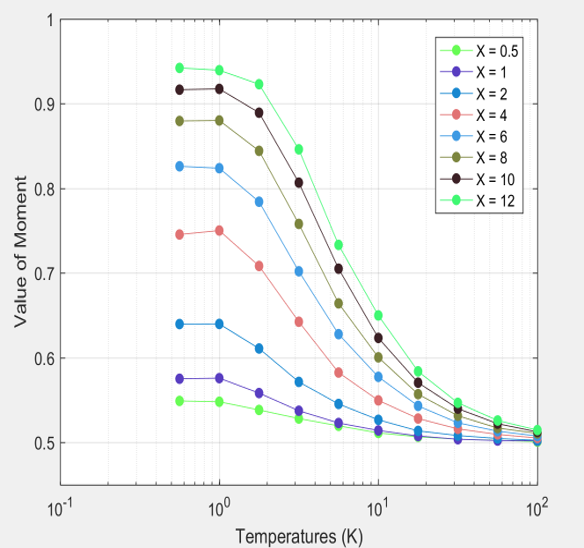 1
0.9
0.8
0.7
0.6
0.5
Value of Moment
10^-1
10^0
10^1
10^2
Temperatures (K)
X = 0.5
X = 1
X = 2
X = 4
X = 6
X = 8
X = 10
X = 12